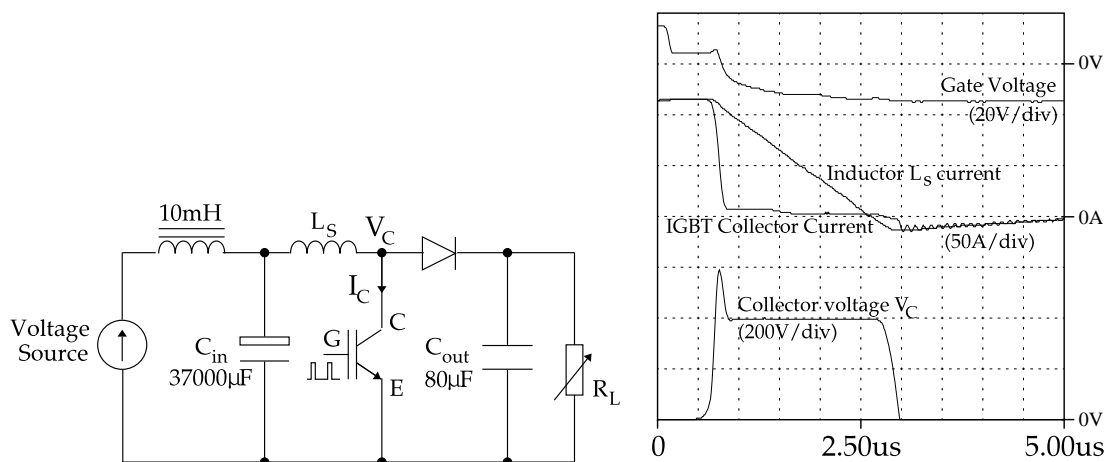 10mH
L_S
V_C
I_C
Voltage
Source
C_in
37000µF
G
C
E
C_out
80µF
R_L
0V
Gate Voltage
(20V/div)
Inductor L_S current
0A
IGBT Collector Current
(50A/div)
Collector voltage V_C
(200V/div)
0V
0
2.50us
5.00us